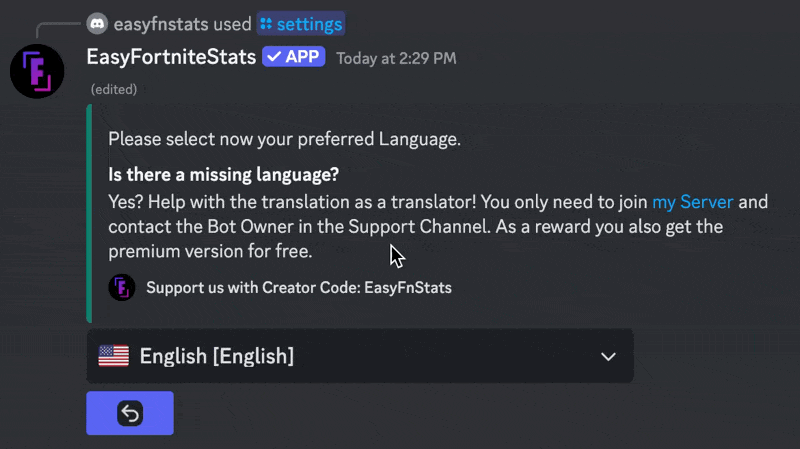 easyfnstats used settings
EasyFortniteStats ✓ APP Today at 2:29 PM
(edited)
Please select now your preferred Language.
Is there a missing language?
Yes? Help with the translation as a translator! You only need to join my Server and
contact the Bot Owner in the Support Channel. As a reward you also get the
premium version for free.
Support us with Creator Code: EasyFnStats
English [English]